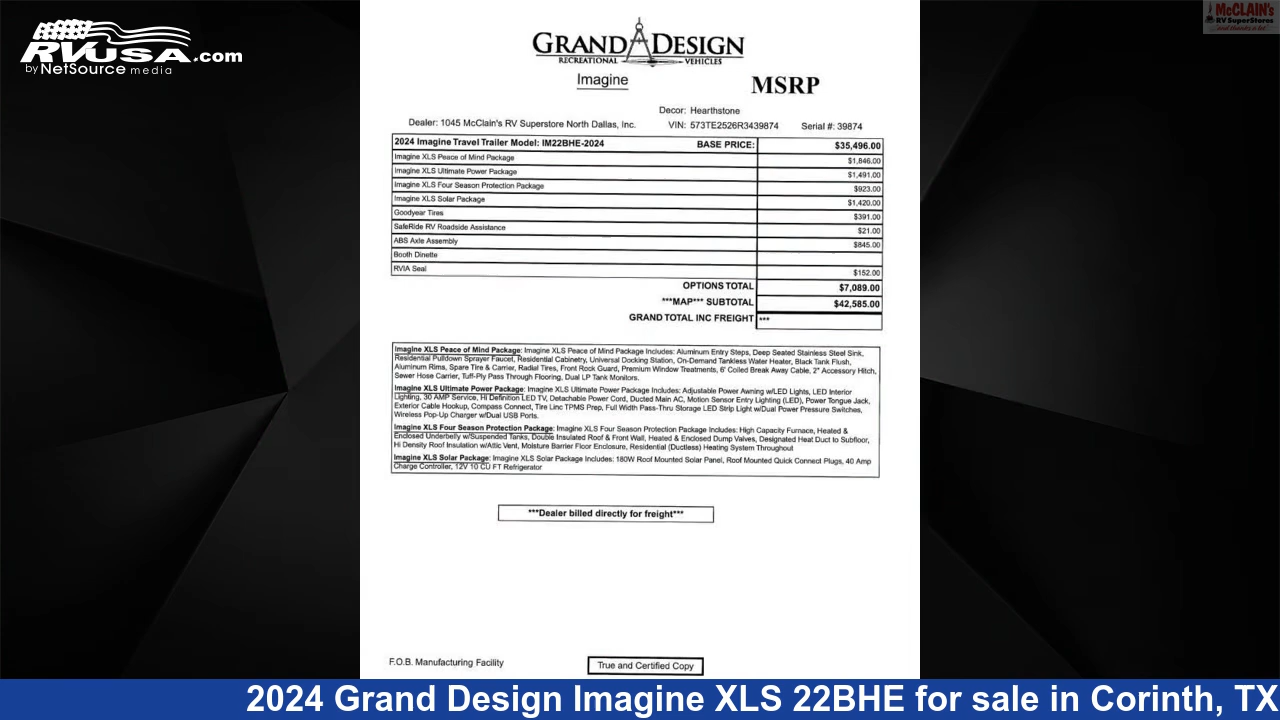 RVUSA.com
by NetSource media
McCLAIN's
RV SuperStores
GRAND DESIGN
RECREATIONAL VEHICLES
Imagine
MSRP
Decor: Hearthstone
Dealer: 1045 McClain's RV Superstore North Dallas, Inc. VIN: 573TE2526R3439874 Serial #: 39874
2024 Imagine Travel Trailer Model: IM22BHE-2024 BASE PRICE: $35,496.00
Imagine XLS Peace of Mind Package $1,846.00
Imagine XLS Ultimate Power Package $1,491.00
Imagine XLS Four Season Protection Package $923.00
Imagine XLS Solar Package $1,420.00
Goodyear Tires $391.00
SafeRide RV Roadside Assistance $21.00
ABS Axle Assembly $845.00
Booth Dinette
RVIA Seal $152.00
OPTIONS TOTAL $7,089.00
***MAP*** SUBTOTAL $42,585.00
GRAND TOTAL INC FREIGHT ***
Imagine XLS Peace of Mind Package: Imagine XLS Peace of Mind Package Includes: Aluminum Entry Steps, Deep Seated Stainless Steel Sink,
Residential Pulldown Sprayer Faucet, Residential Cabinetry, Universal Docking Station, On-Demand Tankless Water Heater, Black Tank Flush,
Aluminum Rims, Spare Tire & Carrier, Radial Tires, Front Rock Guard, Premium Window Treatments, 6' Coiled Break Away Cable, 2" Accessory Hitch,
Sewer Hose Carrier, Tuff-Ply Pass Through Flooring, Dual LP Tank Monitors.
Imagine XLS Ultimate Power Package: Imagine XLS Ultimate Power Package Includes: Adjustable Power Awning w/LED Lights, LED Interior
Lighting, 30 AMP Service, Hi Definition LED TV, Detachable Power Cord, Ducted Main AC, Motion Sensor Entry Lighting (LED), Power Tongue Jack,
Exterior Cable Hookup, Compass Connect, Tire Linc TPMS Prep, Full Width Pass-Thru Storage LED Strip Light w/Dual Power Pressure Switches,
Wireless Pop-Up Charger w/Dual USB Ports.
Imagine XLS Four Season Protection Package: Imagine XLS Four Season Protection Package Includes: High Capacity Furnace, Heated &
Enclosed Underbelly w/Suspended Tanks, Double Insulated Roof & Front Wall, Heated & Enclosed Dump Valves, Designated Heat Duct to Subfloor,
Hi Density Roof Insulation w/Attic Vent, Moisture Barrier Floor Enclosure, Residential (Ductless) Heating System Throughout
Imagine XLS Solar Package: Imagine XLS Solar Package Includes: 180W Roof Mounted Solar Panel, Roof Mounted Quick Connect Plugs, 40 Amp
Charge Controller, 12V 10 CU FT Refrigerator
***Dealer billed directly for freight***
F.O.B. Manufacturing Facility
True and Certified Copy
2024 Grand Design Imagine XLS 22BHE for sale in Corinth, TX